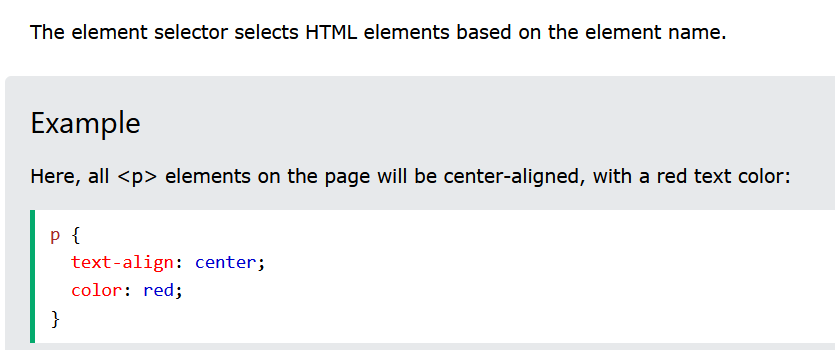 The element selector selects HTML elements based on the element name.
Example
Here, all <p> elements on the page will be center-aligned, with a red text color:
p {
  text-align: center;
  color: red;
}